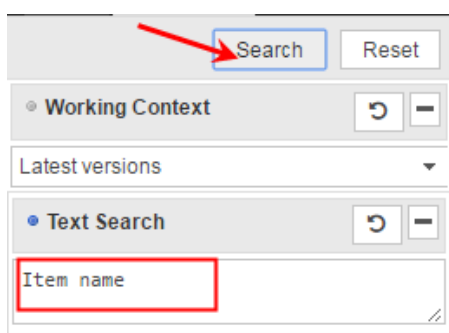 Search Reset
Working Context
Latest versions
Text Search
Item name